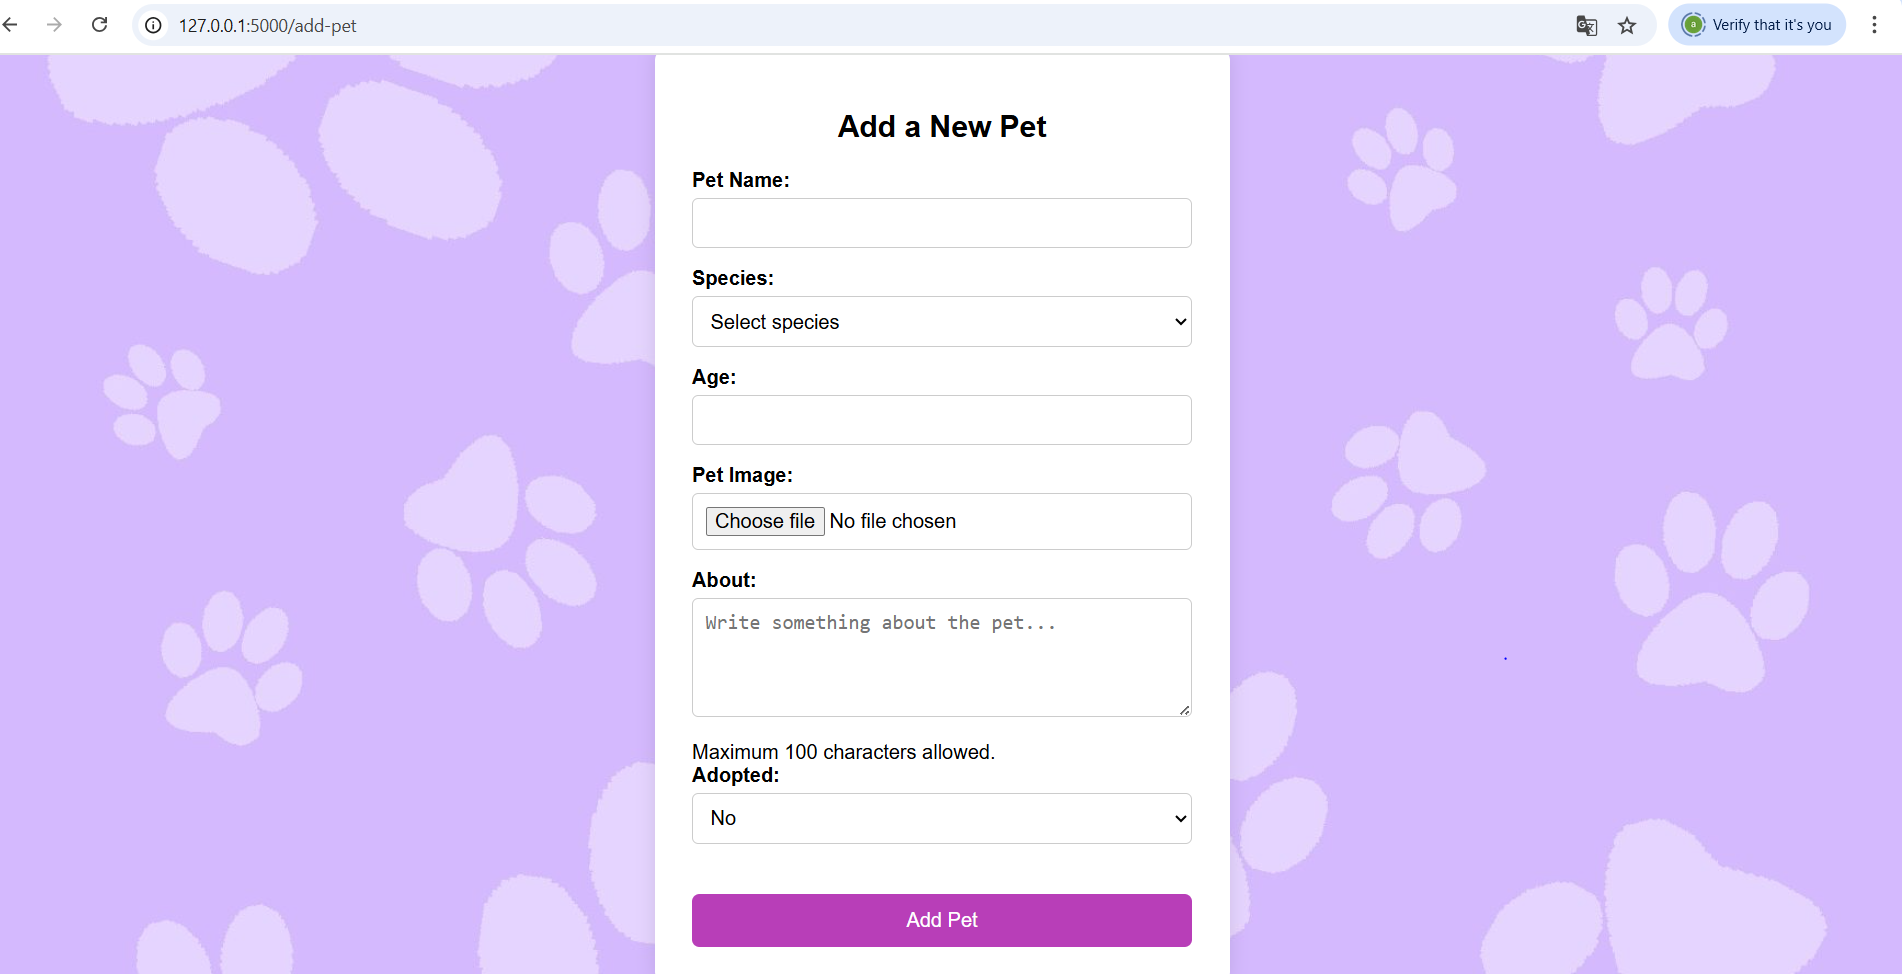 127.0.0.1:5000/add-pet
a Verify that it's you
Add a New Pet
Pet Name:
Species:
Select species
Age:
Pet Image:
Choose file No file chosen
About:
Write something about the pet...
Maximum 100 characters allowed.
Adopted:
No
Add Pet